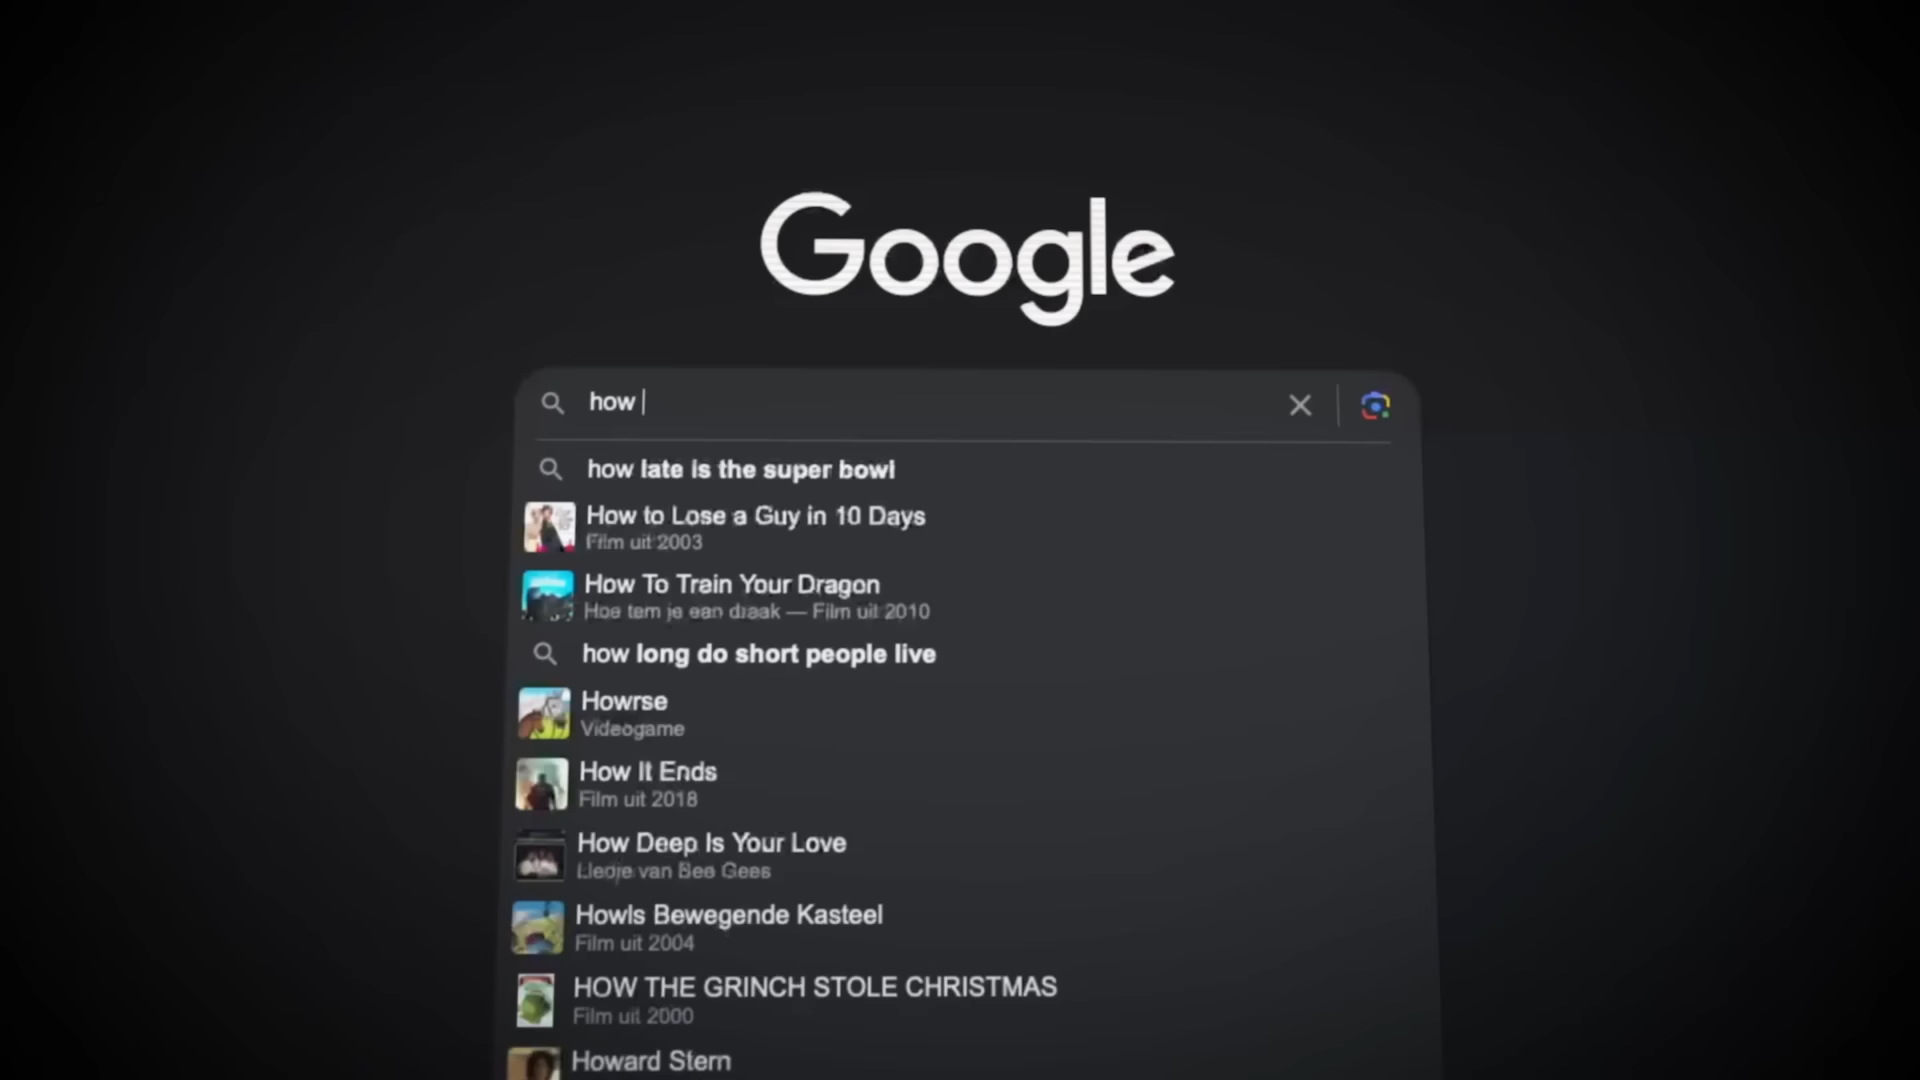 Google
how
how late is the super bowl
How to Lose a Guy in 10 Days
Film uit 2003
How To Train Your Dragon
Hoe tem je een draak — Film uit 2010
how long do short people live
Howrse
Videogame
How It Ends
Film uit 2018
How Deep Is Your Love
Liedje van Bee Gees
Howls Bewegende Kasteel
Film uit 2004
HOW THE GRINCH STOLE CHRISTMAS
Film uit 2000
Howard Stern